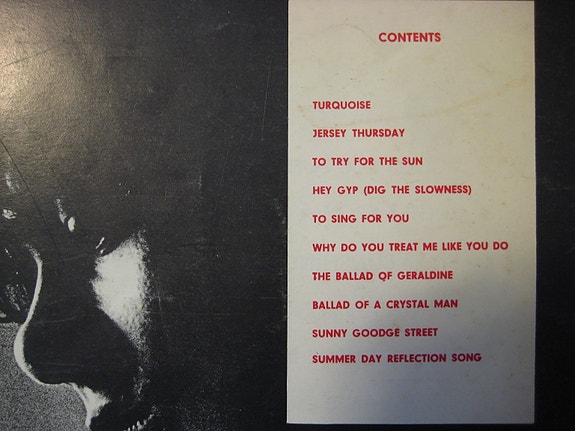 CONTENTS
TURQUOISE
JERSEY THURSDAY
TO TRY FOR THE SUN
HEY GYP (DIG THE SLOWNESS)
TO SING FOR YOU
WHY DO YOU TREAT ME LIKE YOU DO
THE BALLAD OF GERALDINE
BALLAD OF A CRYSTAL MAN
SUNNY GOODGE STREET
SUMMER DAY REFLECTION SONG